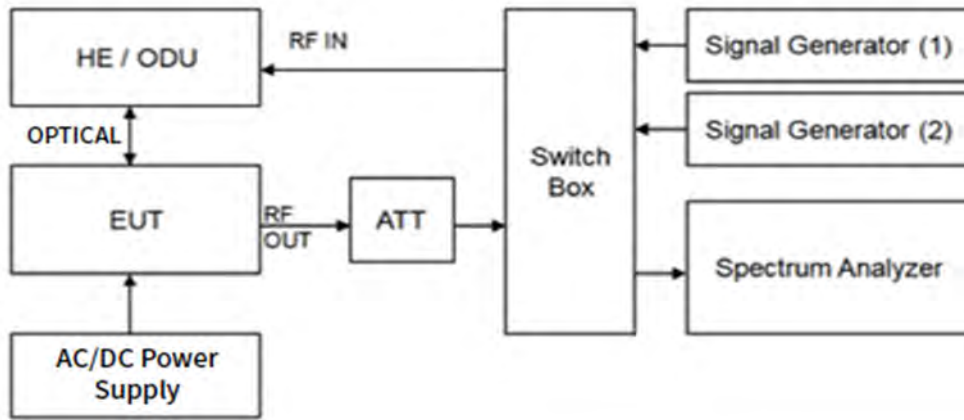 HE / ODU
RF IN
Signal Generator (1)
OPTICAL
Signal Generator (2)
Switch
Box
EUT
RF
OUT
ATT
Spectrum Analyzer
AC/DC Power
Supply